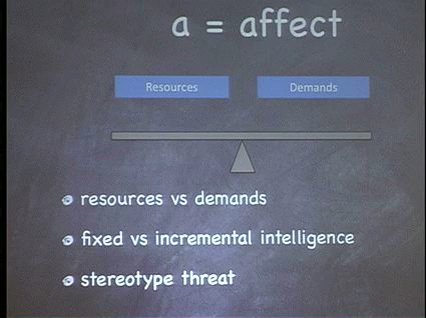 a = affect
Resources Demands
resources vs demands
fixed vs incremental intelligence
stereotype threat